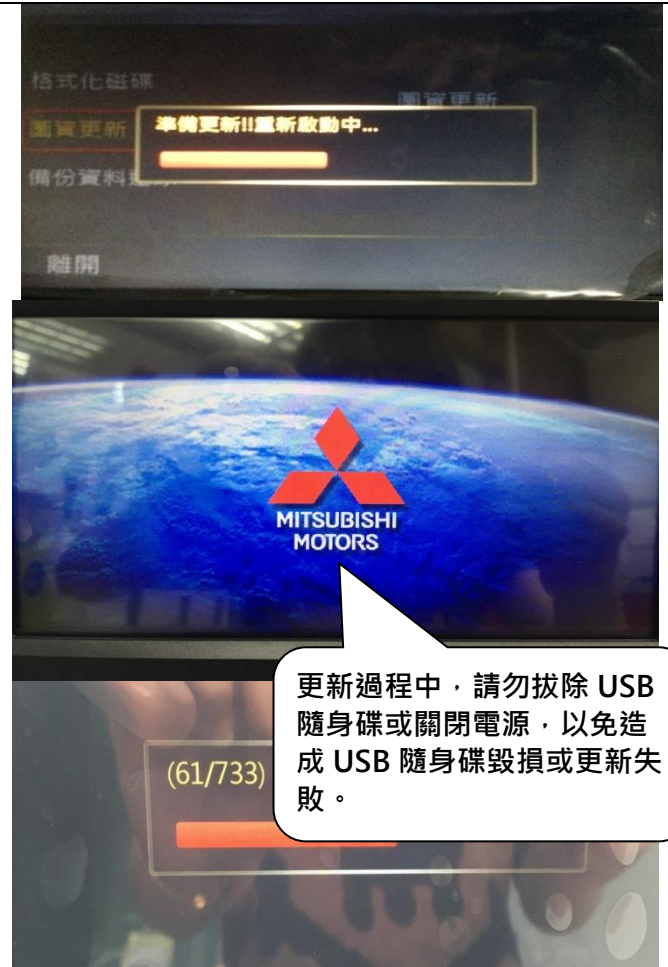 格式化磁碟
圖資更新
圖資更新
準備更新!!重新啟動中...
備份資料
離開
MITSUBISHI
MOTORS
更新過程中，請勿拔除 USB
隨身碟或關閉電源，以免造
成 USB 隨身碟毀損或更新失
敗。
(61/733)